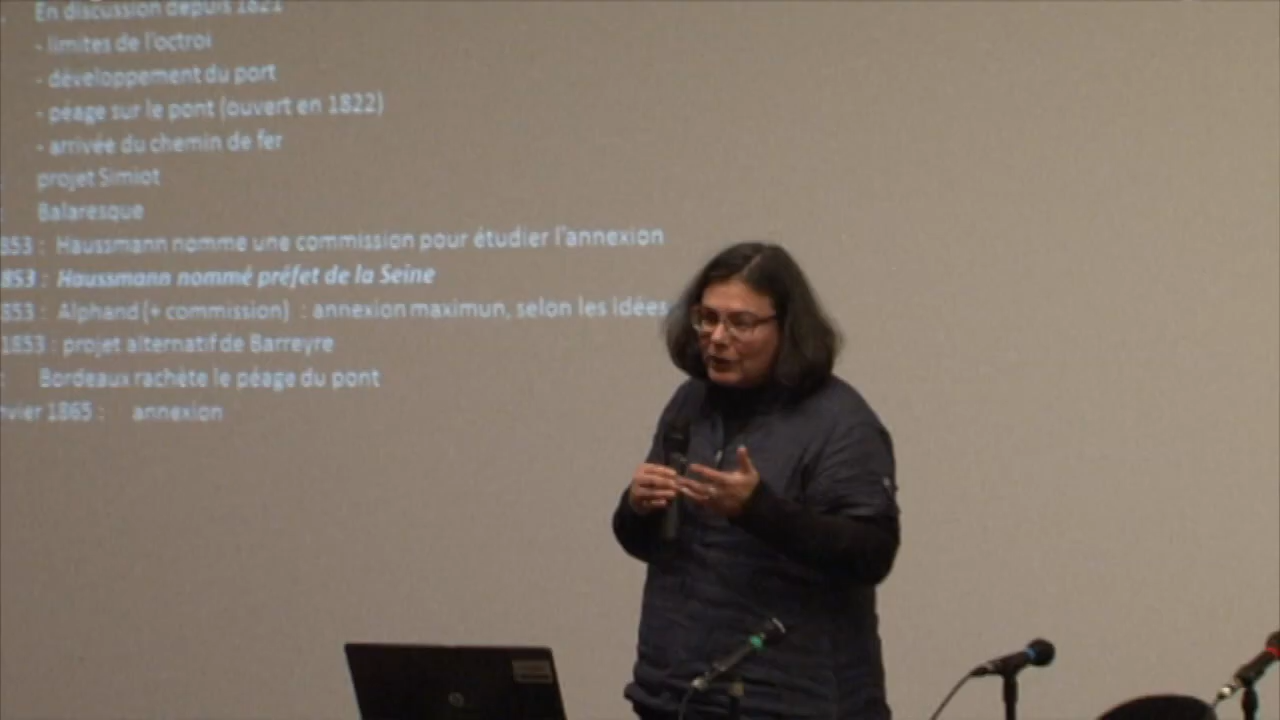 En discussion depuis 1821
- limites de l'octroi
- développement du port
- péage sur le pont (ouvert en 1822)
- arrivée du chemin de fer
projet Simiot
: Balaresque
853 : Haussmann nomme une commission pour étudier l'annexion
853 : Haussmann nommé préfet de la Seine
853 : Alphand (+ commission) : annexion maximun, selon les idées
1853 : projet alternatif de Barreyre
: Bordeaux rachète le péage du pont
nvier 1865 : annexion